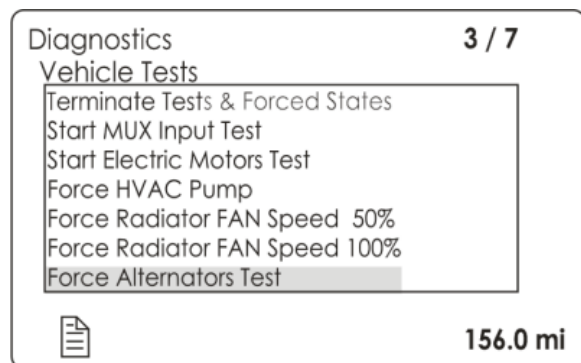 Diagnostics 3 / 7
Vehicle Tests
Terminate Tests & Forced States
Start MUX Input Test
Start Electric Motors Test
Force HVAC Pump
Force Radiator FAN Speed 50%
Force Radiator FAN Speed 100%
Force Alternators Test
156.0 mi